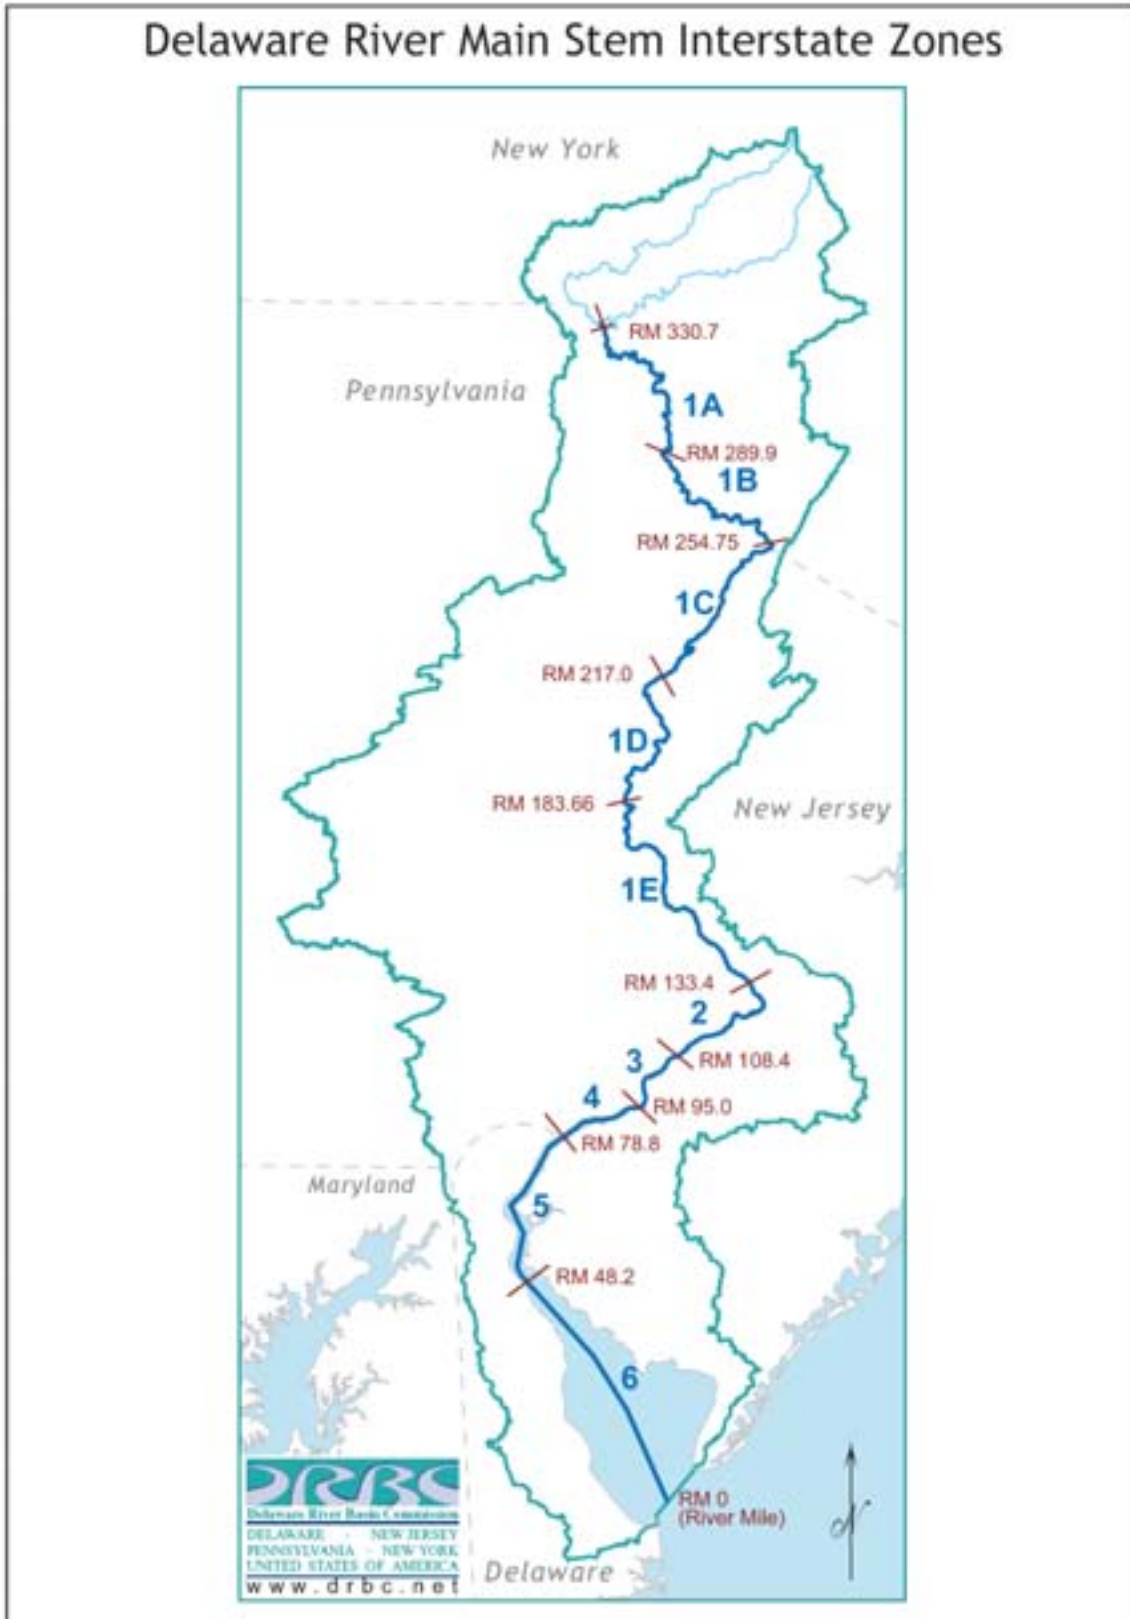 Delaware River Main Stem Interstate Zones
New York
RM 330.7
Pennsylvania
1A
RM 289.9
1B
RM 254.75
1C
RM 217.0
1D
RM 183.66
New Jersey
1E
RM 133.4
2
3
RM 108.4
4
RM 95.0
RM 78.8
Maryland
5
RM 48.2
6
DRBC
Delaware River Basin Commission
DELAWARE - NEW JERSEY
PENNSYLVANIA - NEW YORK
UNITED STATES OF AMERICA
www.drbc.net
RM 0
(River Mile)
N
Delaware